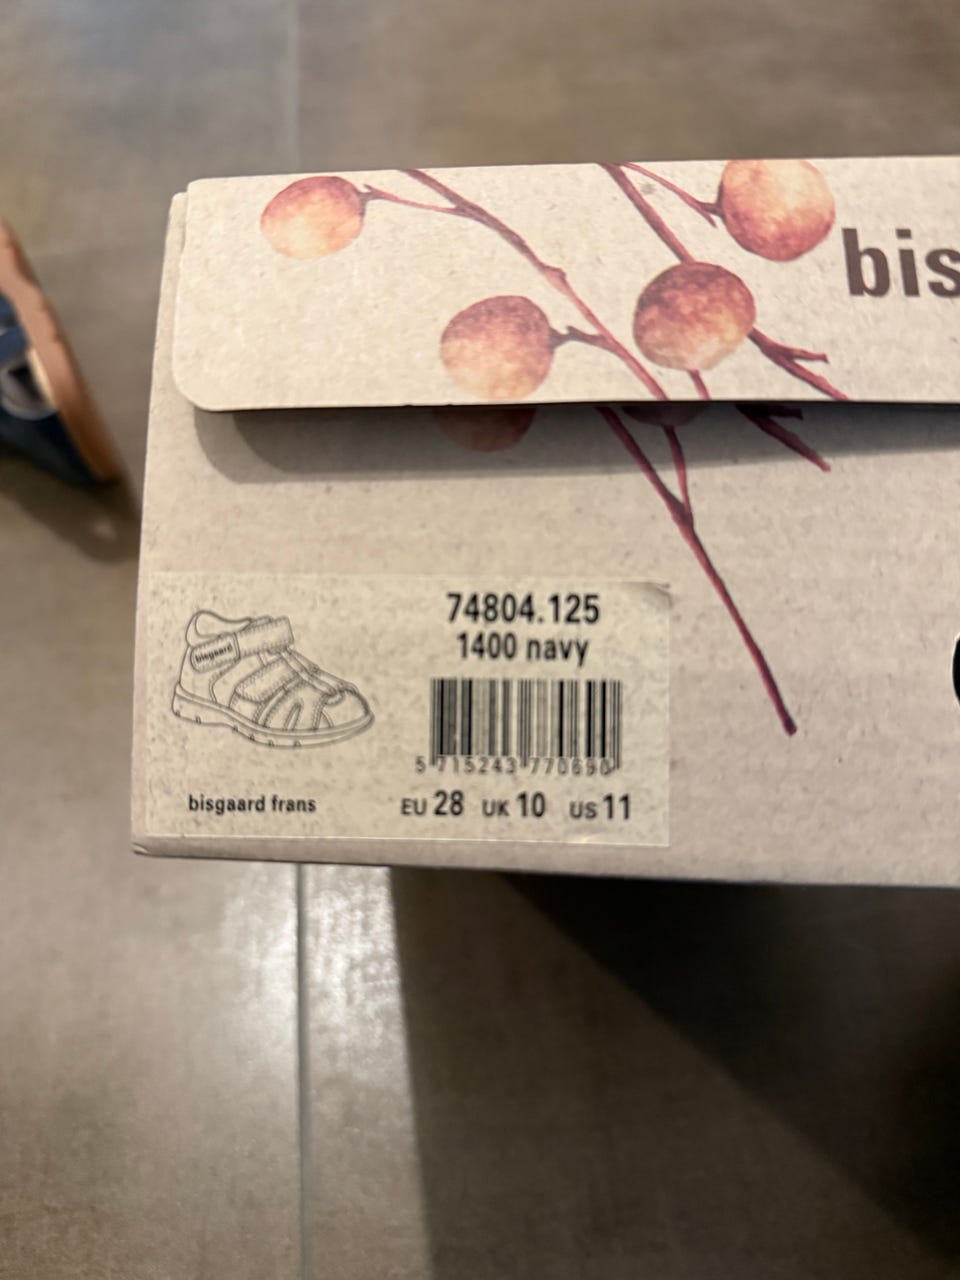 bis
bisgaard
74804.125
1400 navy
5 715243 770690
bisgaard frans
EU 28 UK 10 US 11